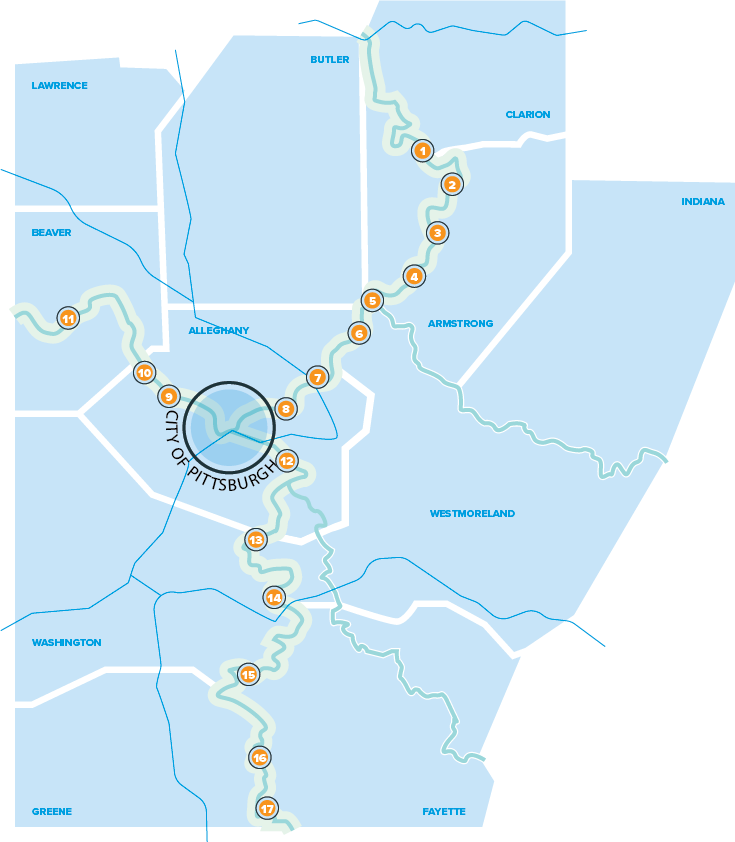 BUTLER
LAWRENCE
CLARION
1
2
INDIANA
BEAVER
3
4
5
11
ARMSTRONG
ALLEGHANY
6
10
7
9
8
CITY OF PITTSBURGH
12
WESTMORELAND
13
14
WASHINGTON
15
16
17
GREENE
FAYETTE